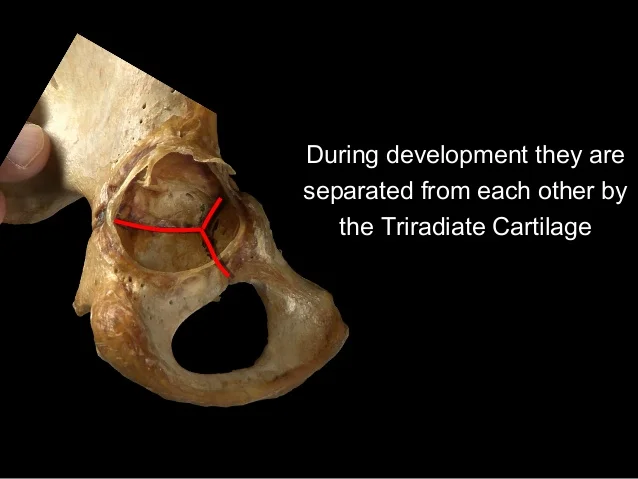 During development they are
separated from each other by
the Triradiate Cartilage